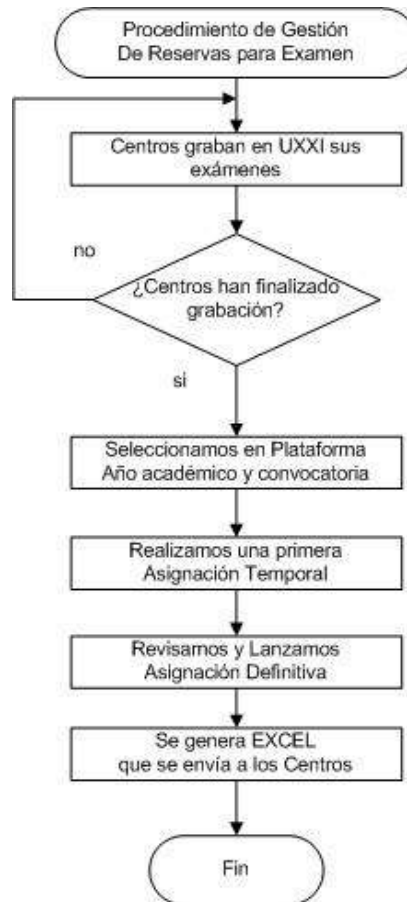 Procedimiento de Gestión
De Reservas para Examen
Centros graban en UXXI sus
exámenes
no
¿Centros han finalizado
grabación?
sí
Seleccionamos en Plataforma
Año académico y convocatoria
Realizamos una primera
Asignación Temporal
Revisamos y Lanzamos
Asignación Definitiva
Se genera EXCEL
que se envía a los Centros
Fin